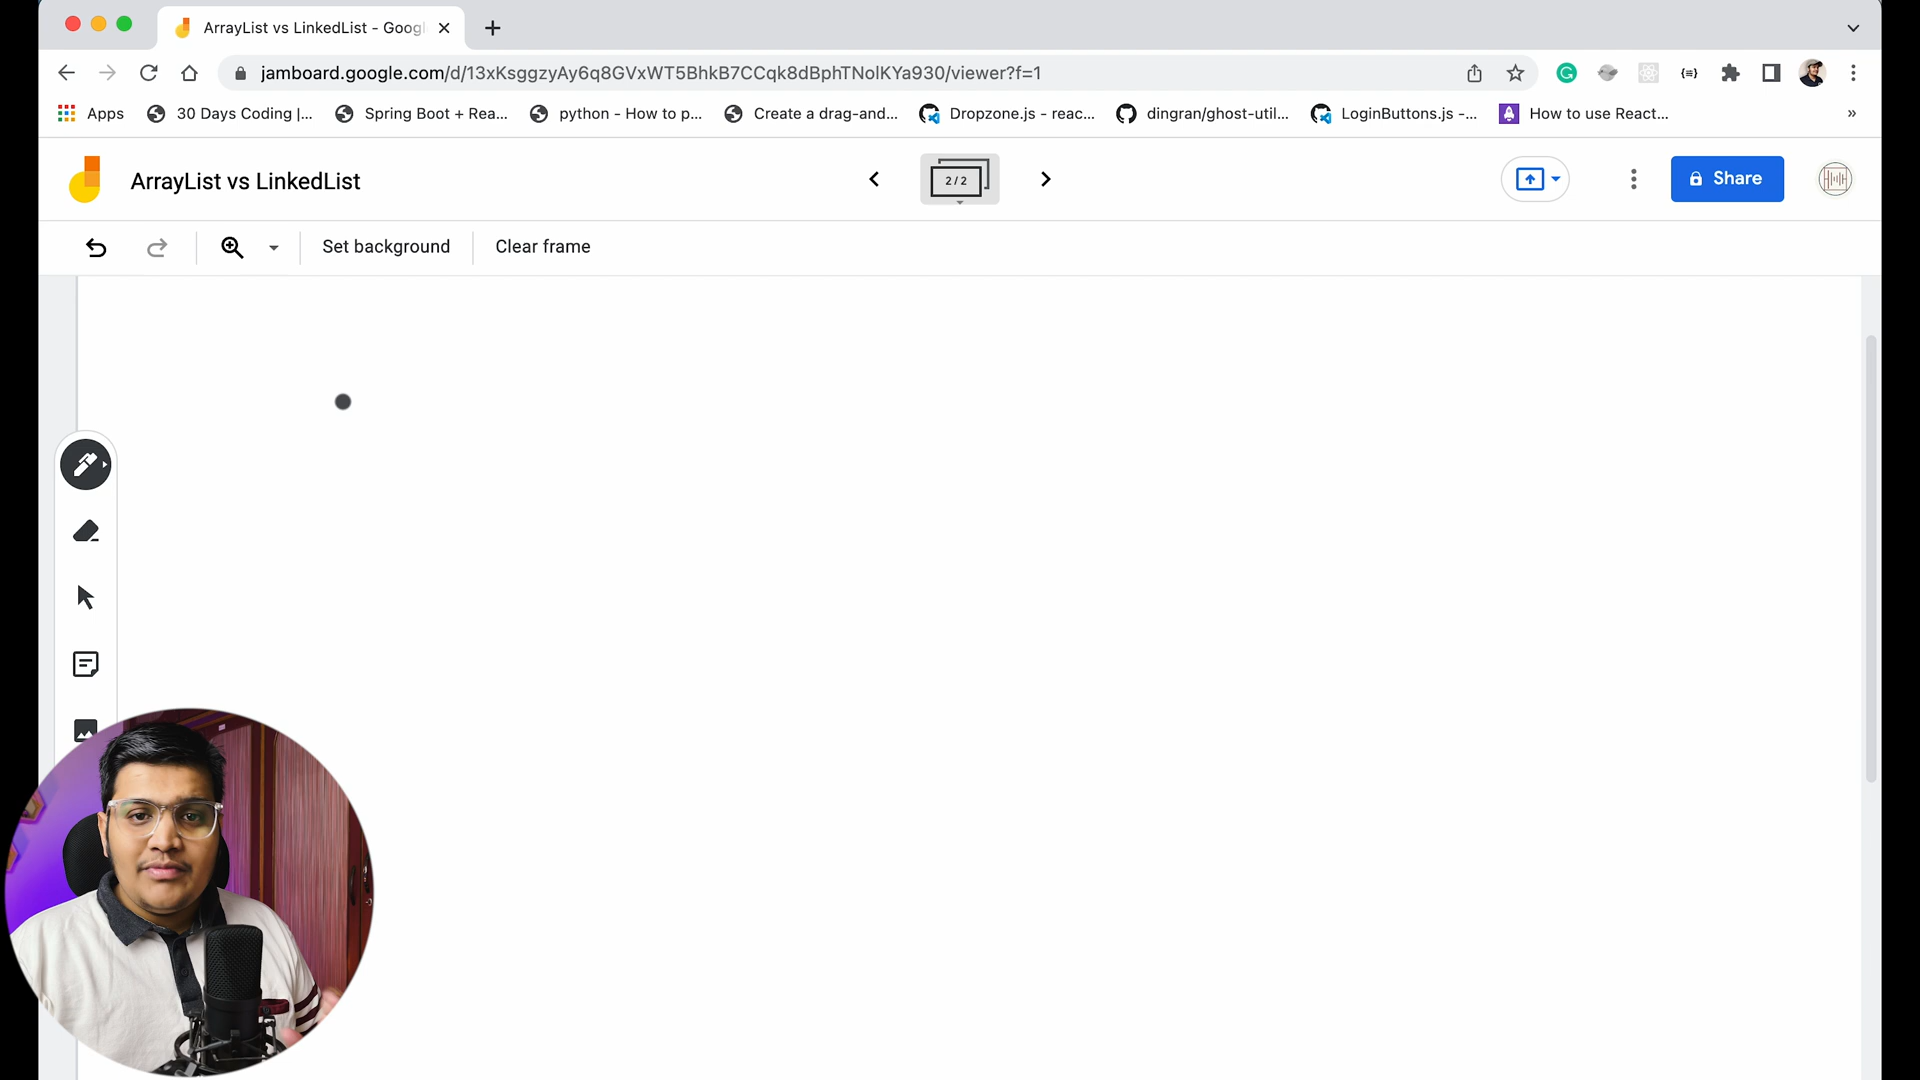 ArrayList vs LinkedList - Goog
jamboard.google.com/d/13xKsggzyAy6q8GVxWT5BhkB7CCqk8dBphTNolKYa930/viewer?f=1
Apps 30 Days Coding |... Spring Boot + Rea... python - How to p... Create a drag-and... Dropzone.js - reac... dingran/ghost-util... LoginButtons.js -... How to use React... »
ArrayList vs LinkedList 2 / 2 Share
Set background Clear frame